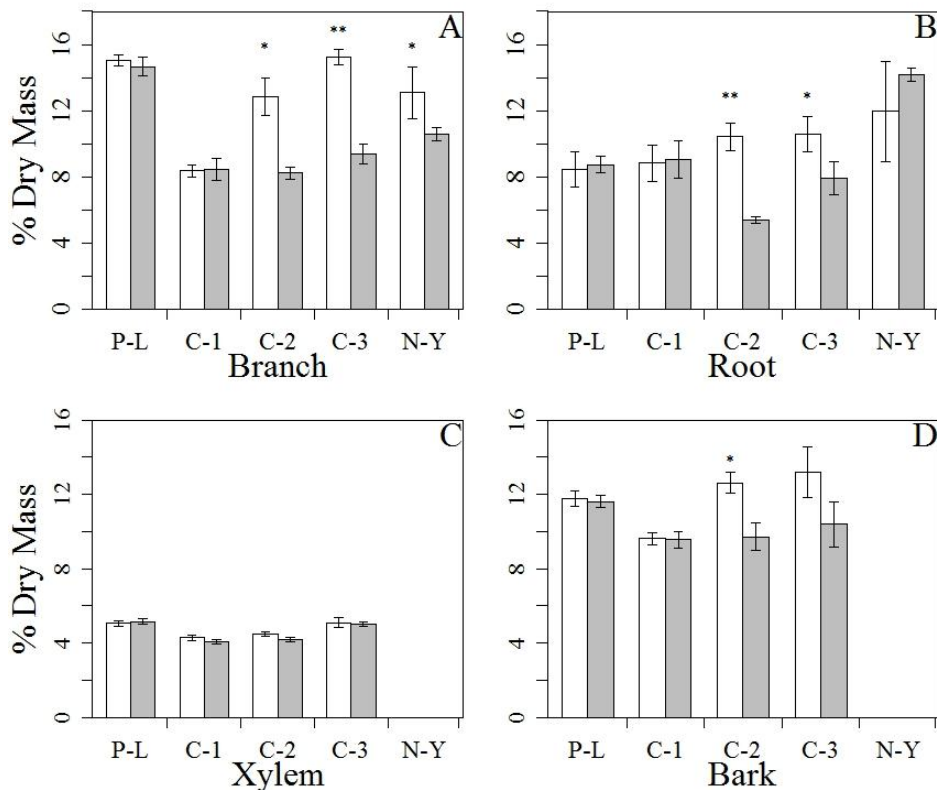 A
B
* ** *
** *
% Dry Mass
16
12
8
4
0
16
12
8
4
0
P-L C-1 C-2 C-3 N-Y
P-L C-1 C-2 C-3 N-Y
Branch
Root
C
D
*
% Dry Mass
16
12
8
4
0
16
12
8
4
0
P-L C-1 C-2 C-3 N-Y
P-L C-1 C-2 C-3 N-Y
Xylem
Bark